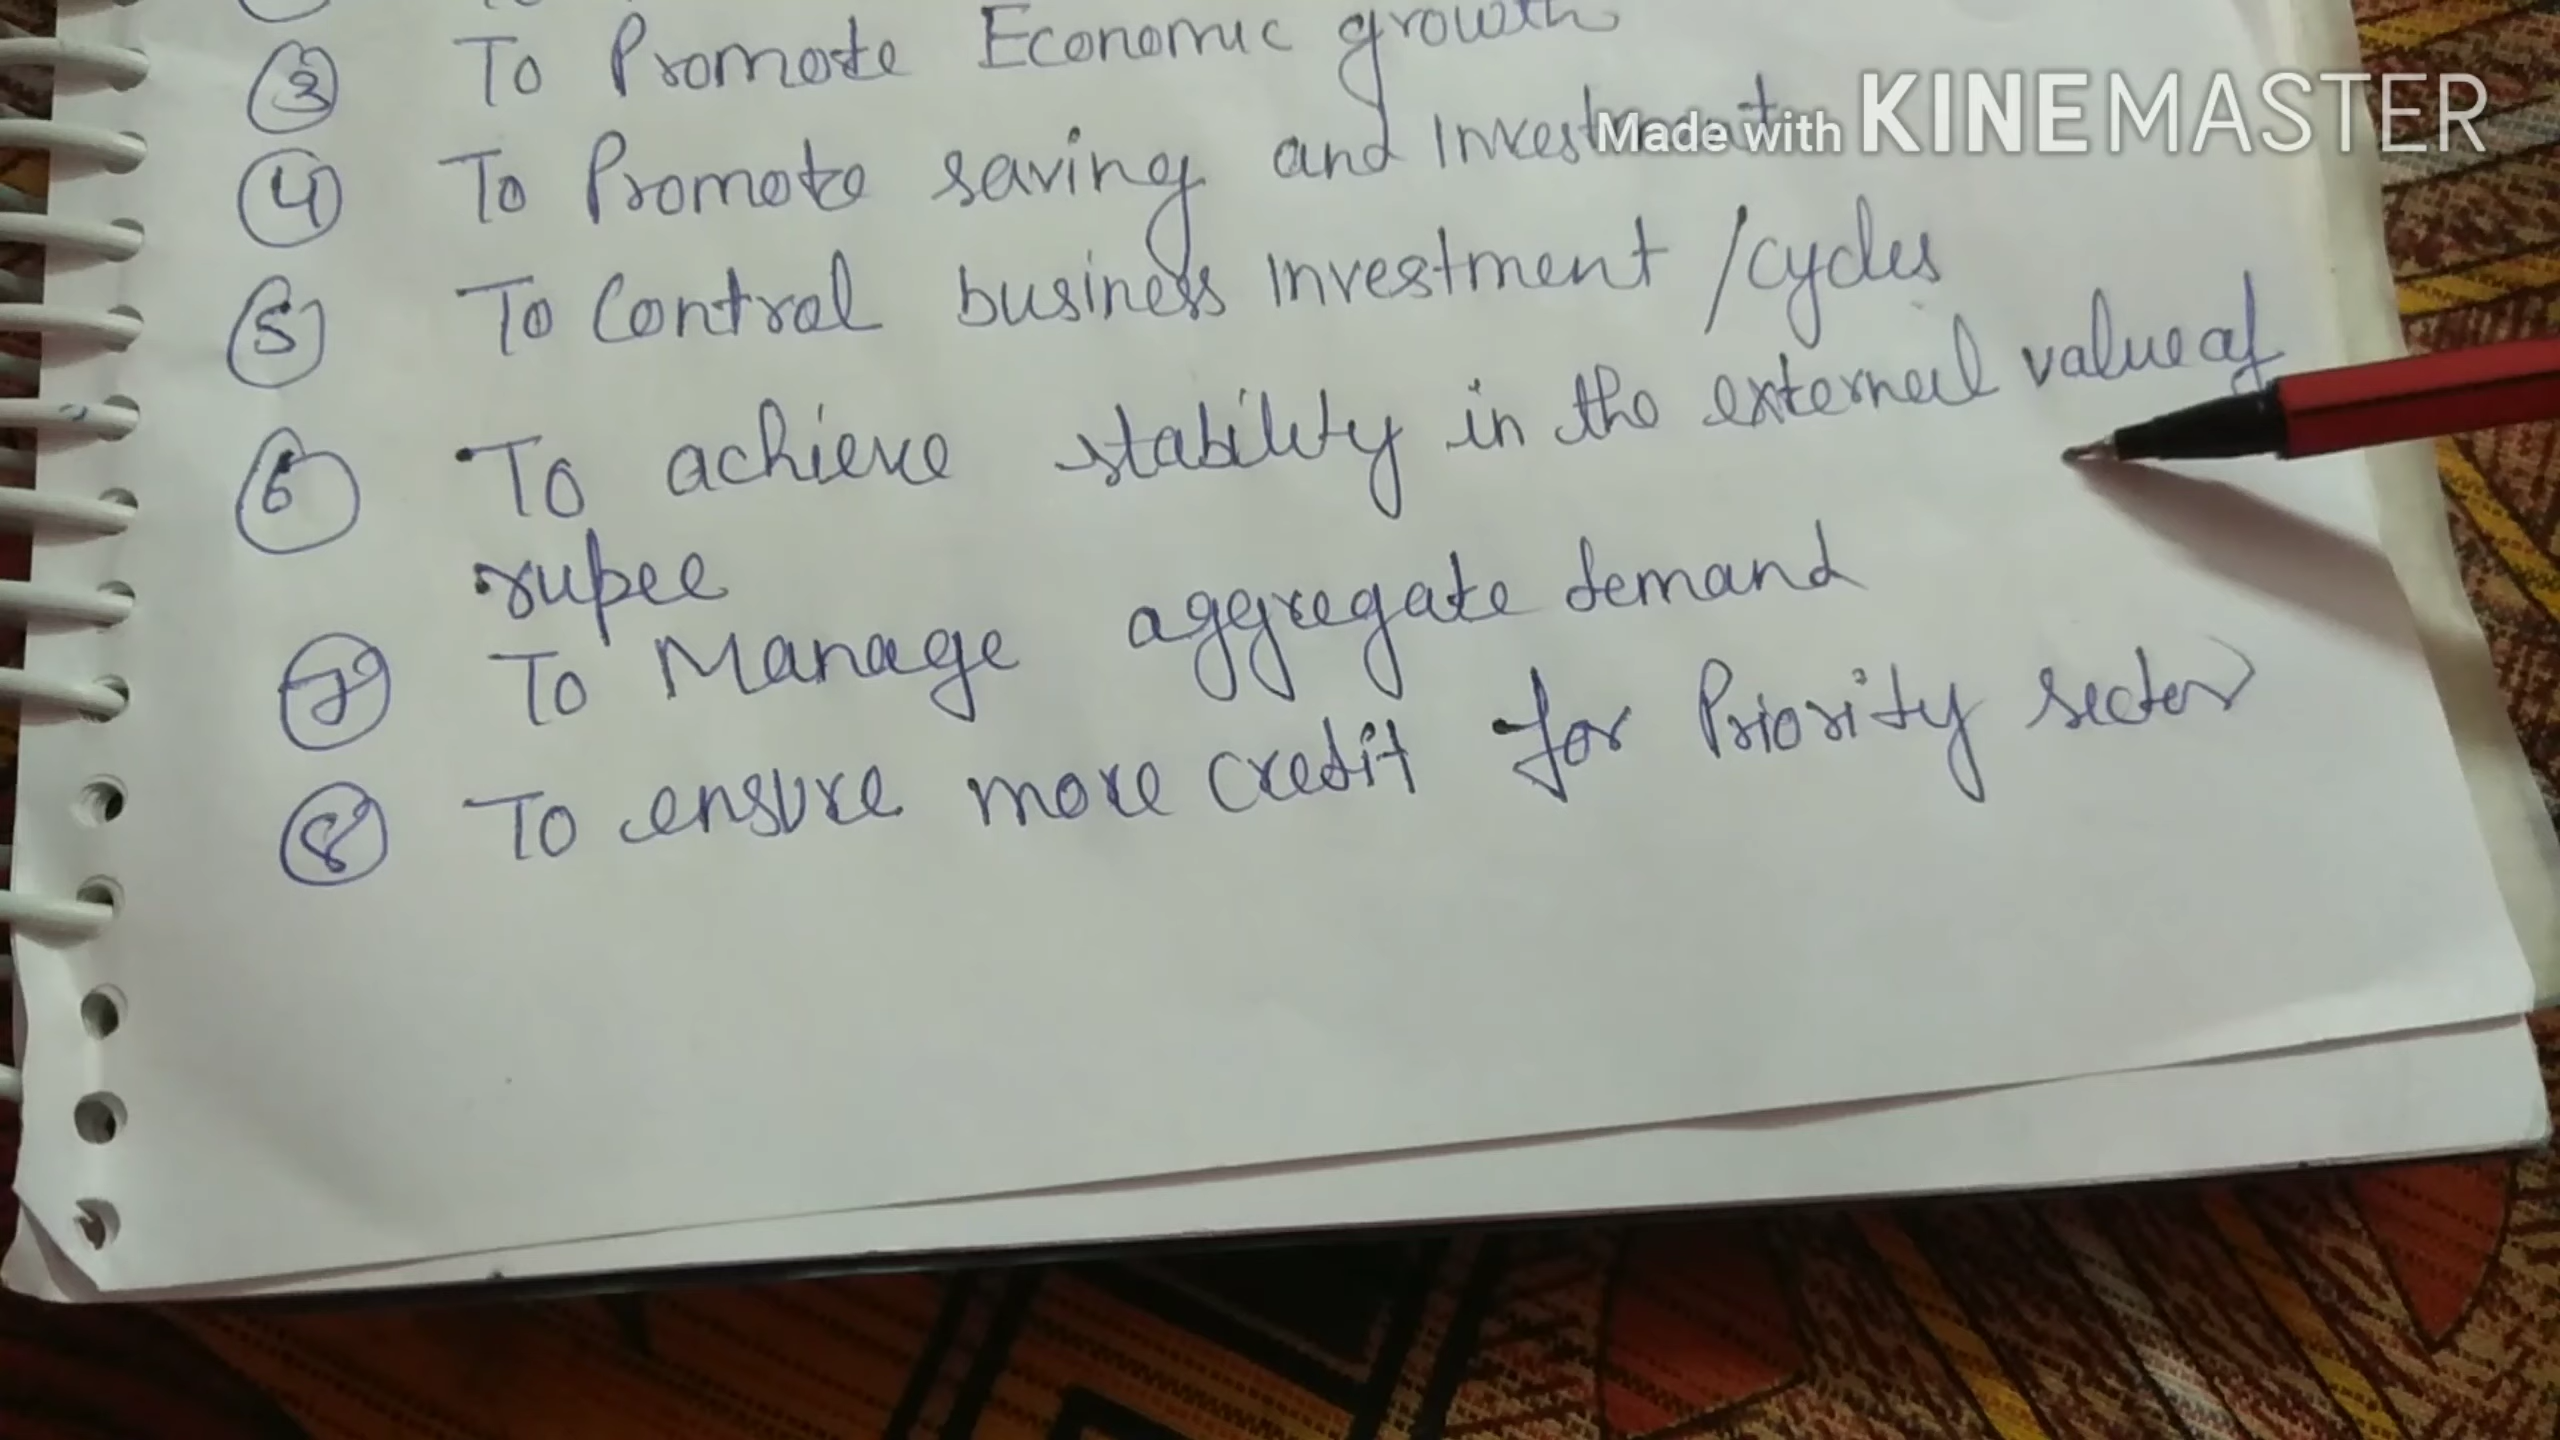 ③ To Promote Economic growth
④ To Promote saving and Investment
Made with KINEMASTER
⑤ To Control business Investment /cycles
⑥ To achieve stability in the external value of
rupee
⑦ To Manage aggregate demand
⑧ To ensure more credit for Priority sector